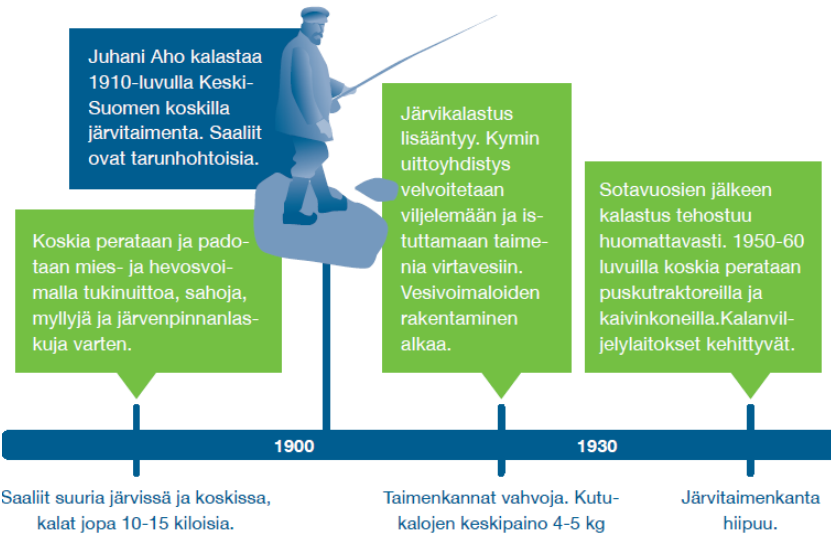 Juhani Aho kalastaa
1910-luvulla Keski-
Suomen koskilla
järvitaimenta. Saaliit
ovat tarunhohtoisia.
Koskia perataan ja pado-
taan mies- ja hevosvoi-
malla tukinuittoa, sahoja,
myllyjä ja järvenpinnanlas-
kuja varten.
Järvikalastus
lisääntyy. Kymin
uittoyhdistys
velvoitetaan
viljelemään ja is-
tuttamaan taime-
nia virtavesiin.
Vesivoimaloiden
rakentaminen
alkaa.
Sotavuosien jälkeen
kalastus tehostuu
huomattavasti. 1950-60
luvuilla koskia perataan
puskutraktoreilla ja
kaivinkoneilla.Kalanvil-
jelylaitokset kehittyvät.
1900
1930
Saaliit suuria järvissä ja koskissa,
kalat jopa 10-15 kiloisia.
Taimenkannat vahvoja. Kutu-
kalojen keskipaino 4-5 kg
Järvitaimenkanta
hiipuu.